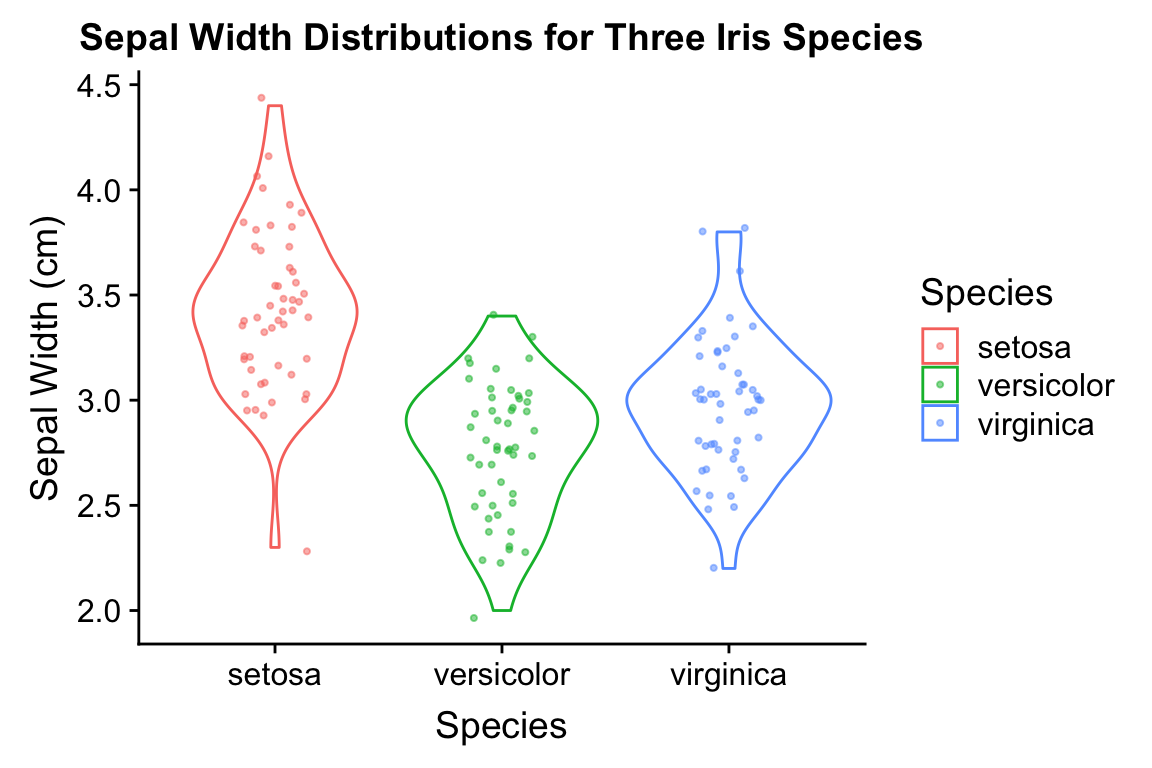 Sepal Width Distributions for Three Iris Species
4.5
4.0
3.5
3.0
2.5
2.0
Sepal Width (cm)
setosa versicolor virginica
Species
Species
setosa
versicolor
virginica